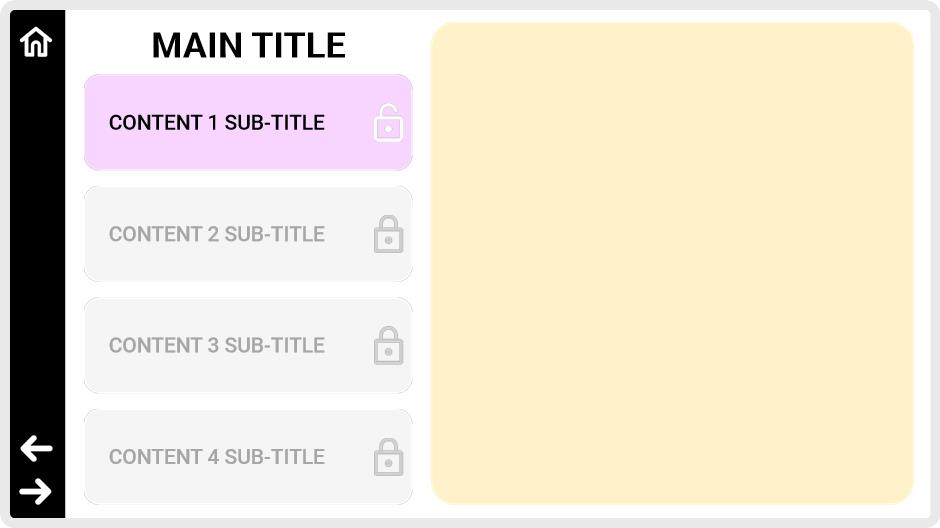 MAIN TITLE
CONTENT 1 SUB-TITLE
CONTENT 2 SUB-TITLE
CONTENT 3 SUB-TITLE
CONTENT 4 SUB-TITLE